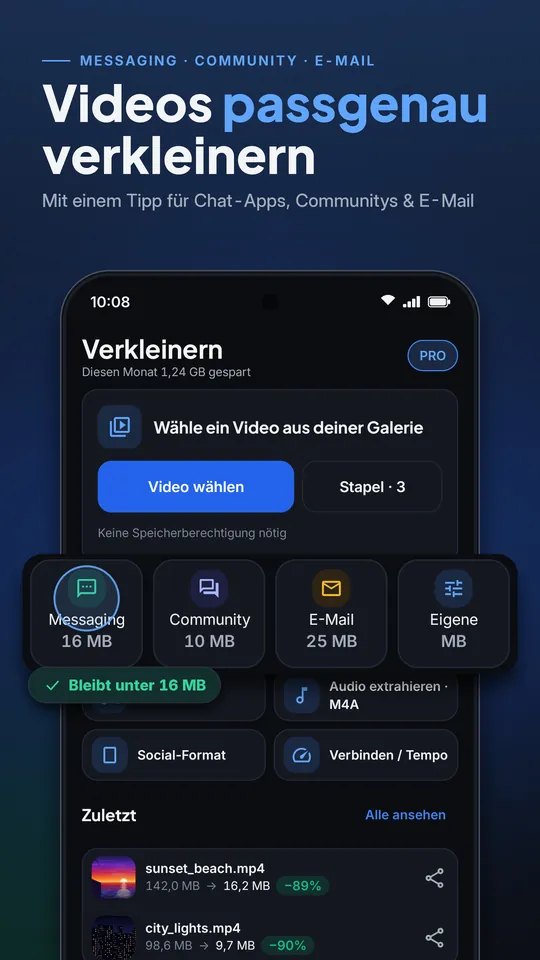 MESSAGING · COMMUNITY · E-MAIL
Videos passgenau
verkleinern
Mit einem Tipp für Chat-Apps, Communitys & E-Mail
10:08
Verkleinern
Diesen Monat 1,24 GB gespart
PRO
Wähle ein Video aus deiner Galerie
Video wählen
Stapel · 3
Keine Speicherberechtigung nötig
Messaging
16 MB
Community
10 MB
E-Mail
25 MB
Eigene
MB
✓ Bleibt unter 16 MB
Audio extrahieren ·
M4A
Social-Format
Verbinden / Tempo
Zuletzt
Alle ansehen
sunset_beach.mp4
142,0 MB → 16,2 MB −89%
city_lights.mp4
98,6 MB → 9,7 MB −90%